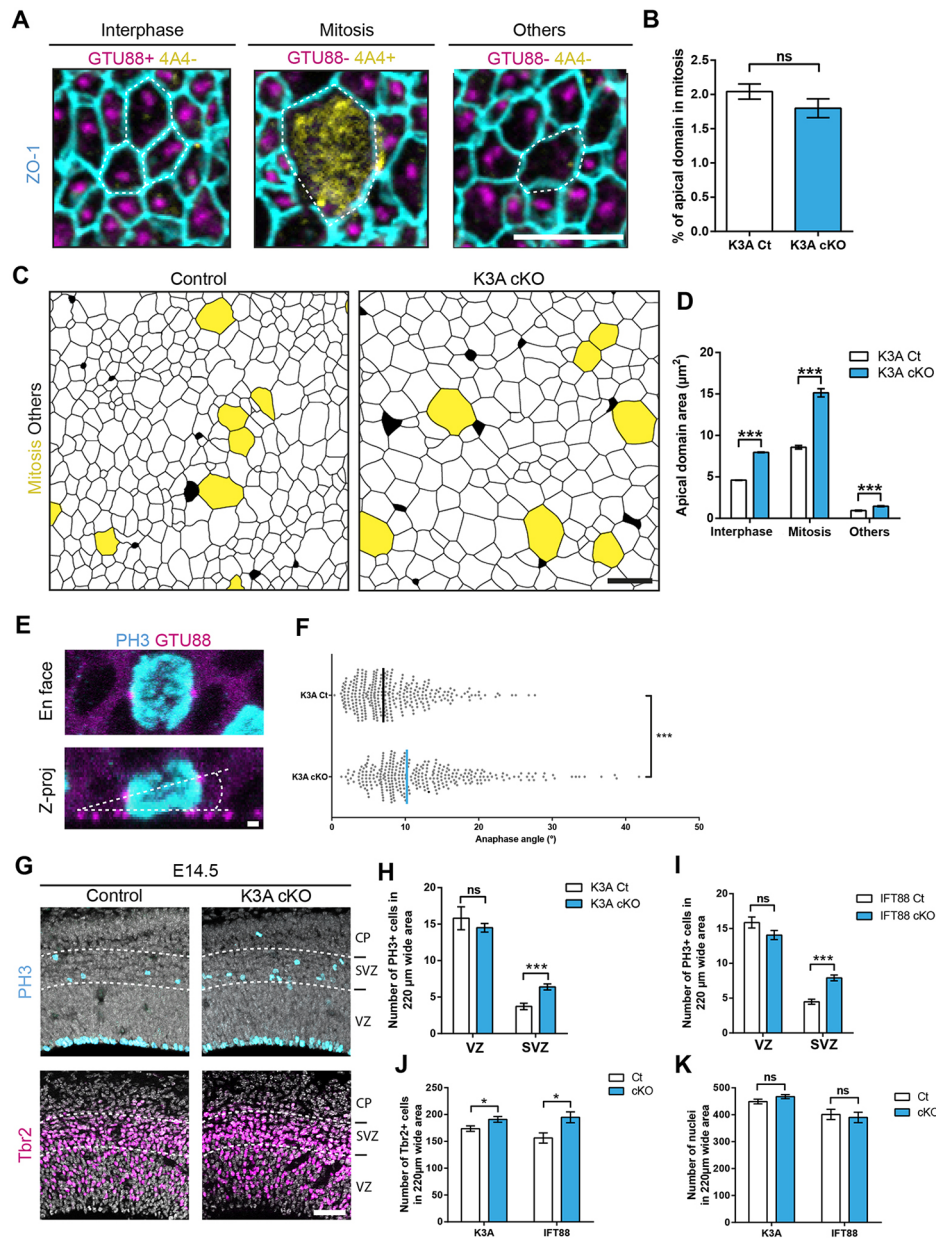 A
Interphase
Mitosis
Others
GTU88+ 4A4-
GTU88- 4A4+
GTU88- 4A4-
ZO-1
B
ns
% of apical domain in mitosis
2.5
2.0
1.5
1.0
0.5
0.0
K3A Ct
K3A cKO
C
Control
K3A cKO
Mitosis Others
D
K3A Ct
K3A cKO
Apical domain area (µm²)
20
15
10
5
0
***
***
***
Interphase
Mitosis
Others
E
PH3 GTU88
En face
Z-proj
F
K3A Ct
K3A cKO
***
0
10
20
30
40
50
Anaphase angle (°)
G
E14.5
Control
K3A cKO
PH3
CP
SVZ
VZ
Tbr2
CP
SVZ
VZ
H
K3A Ct
K3A cKO
Number of PH3+ cells in
220 µm wide area
20
15
10
5
0
ns
***
VZ
SVZ
I
IFT88 Ct
IFT88 cKO
Number of PH3+ cells in
220 µm wide area
20
15
10
5
0
ns
***
VZ
SVZ
J
Ct
cKO
Number of Tbr2+ cells
in 220µm wide area
250
200
150
100
50
0
*
*
K3A
IFT88
K
Ct
cKO
Number of nuclei
in 220µm wide area
500
400
300
200
100
0
ns
ns
K3A
IFT88